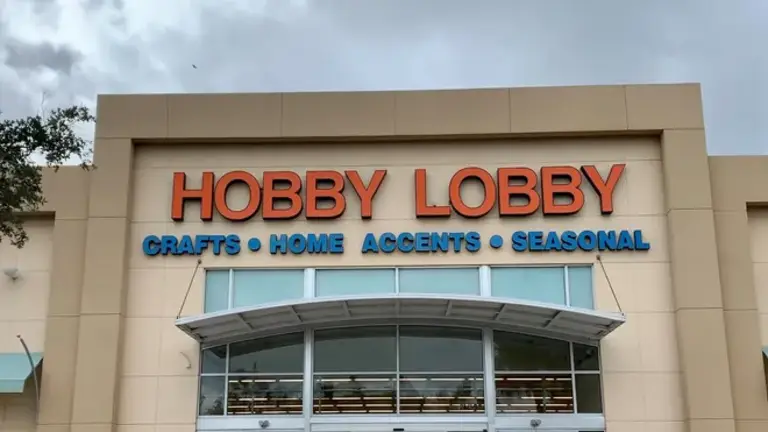 HOBBY LOBBY
CRAFTS • HOME ACCENTS • SEASONAL